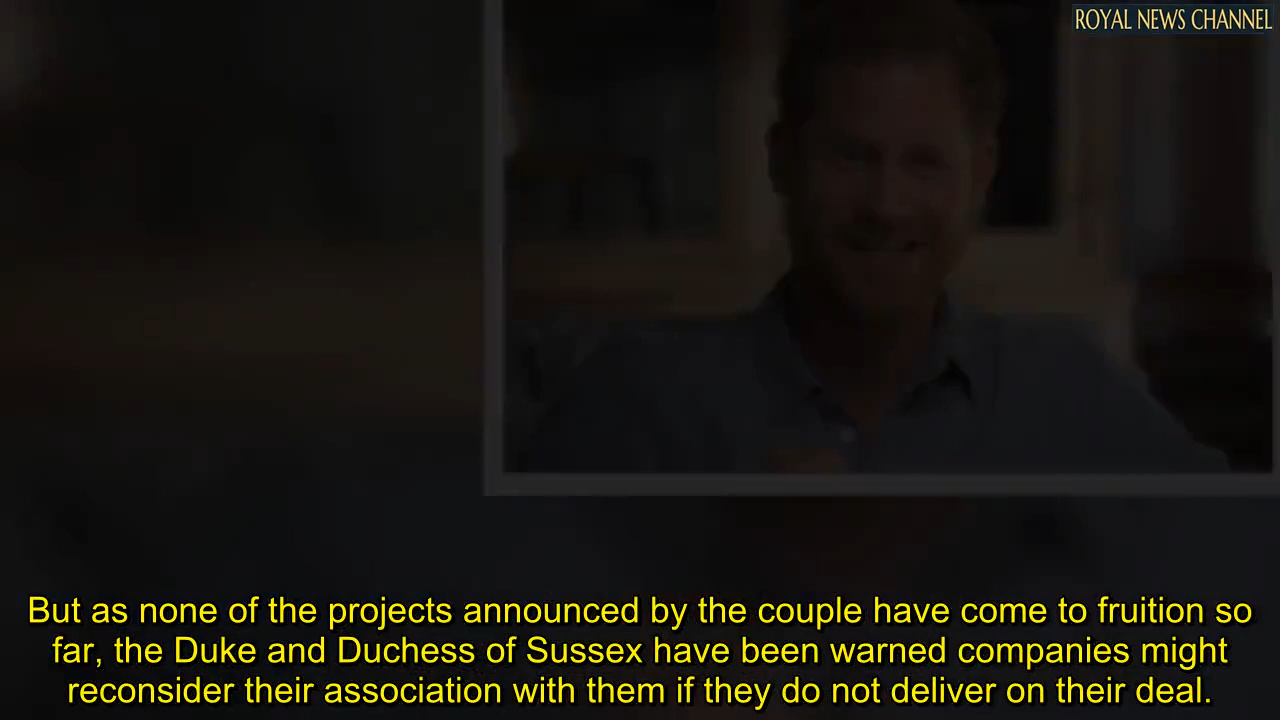 ROYAL NEWS CHANNEL
But as none of the projects announced by the couple have come to fruition so
far, the Duke and Duchess of Sussex have been warned companies might
reconsider their association with them if they do not deliver on their deal.